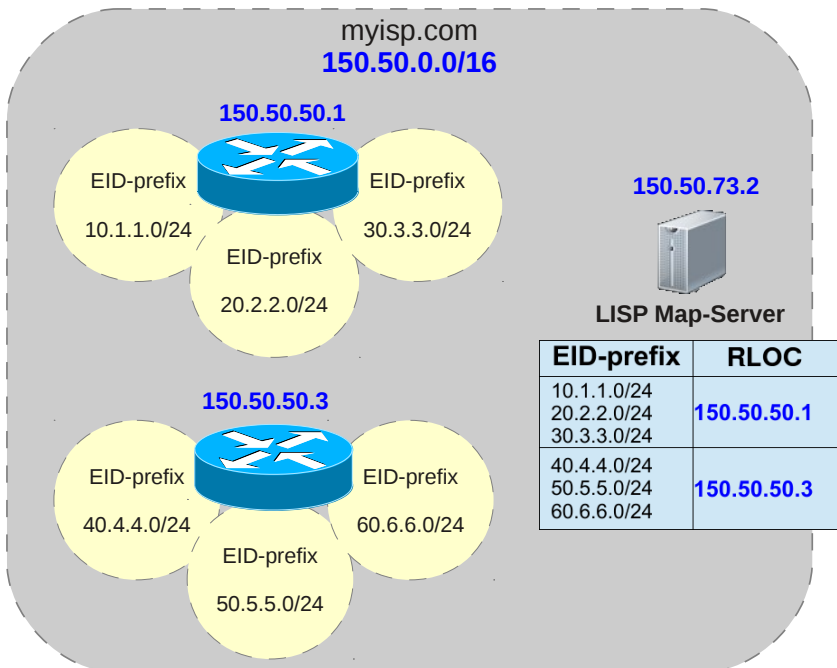 myisp.com
150.50.0.0/16
150.50.50.1
EID-prefix
10.1.1.0/24
EID-prefix
20.2.2.0/24
EID-prefix
30.3.3.0/24
150.50.50.3
EID-prefix
40.4.4.0/24
EID-prefix
50.5.5.0/24
EID-prefix
60.6.6.0/24
150.50.73.2
LISP Map-Server
EID-prefix RLOC
10.1.1.0/24
20.2.2.0/24 150.50.50.1
30.3.3.0/24
40.4.4.0/24
50.5.5.0/24 150.50.50.3
60.6.6.0/24